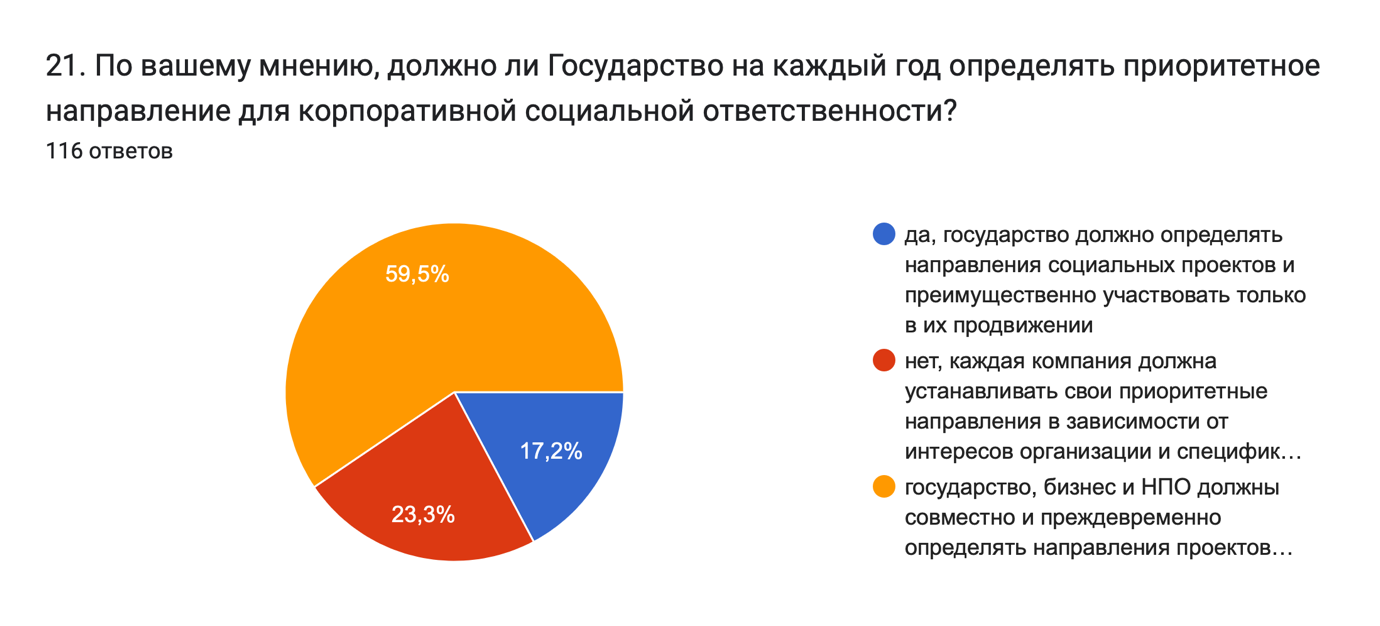 21. По вашему мнению, должно ли Государство на каждый год определять приоритетное
направление для корпоративной социальной ответственности?
116 ответов
59,5%
17,2%
23,3%
да, государство должно определять
направления социальных проектов и
преимущественно участвовать только
в их продвижении
нет, каждая компания должна
устанавливать свои приоритетные
направления в зависимости от
интересов организации и специфик…
государство, бизнес и НПО должны
совместно и преждевременно
определять направления проектов…